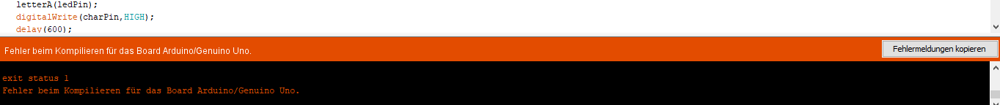 letterA(ledPin);
digitalWrite(charPin,HIGH);
delay(600);
Fehler beim Kompilieren für das Board Arduino/Genuino Uno.
Fehlermeldungen kopieren
exit status 1
Fehler beim Kompilieren für das Board Arduino/Genuino Uno.